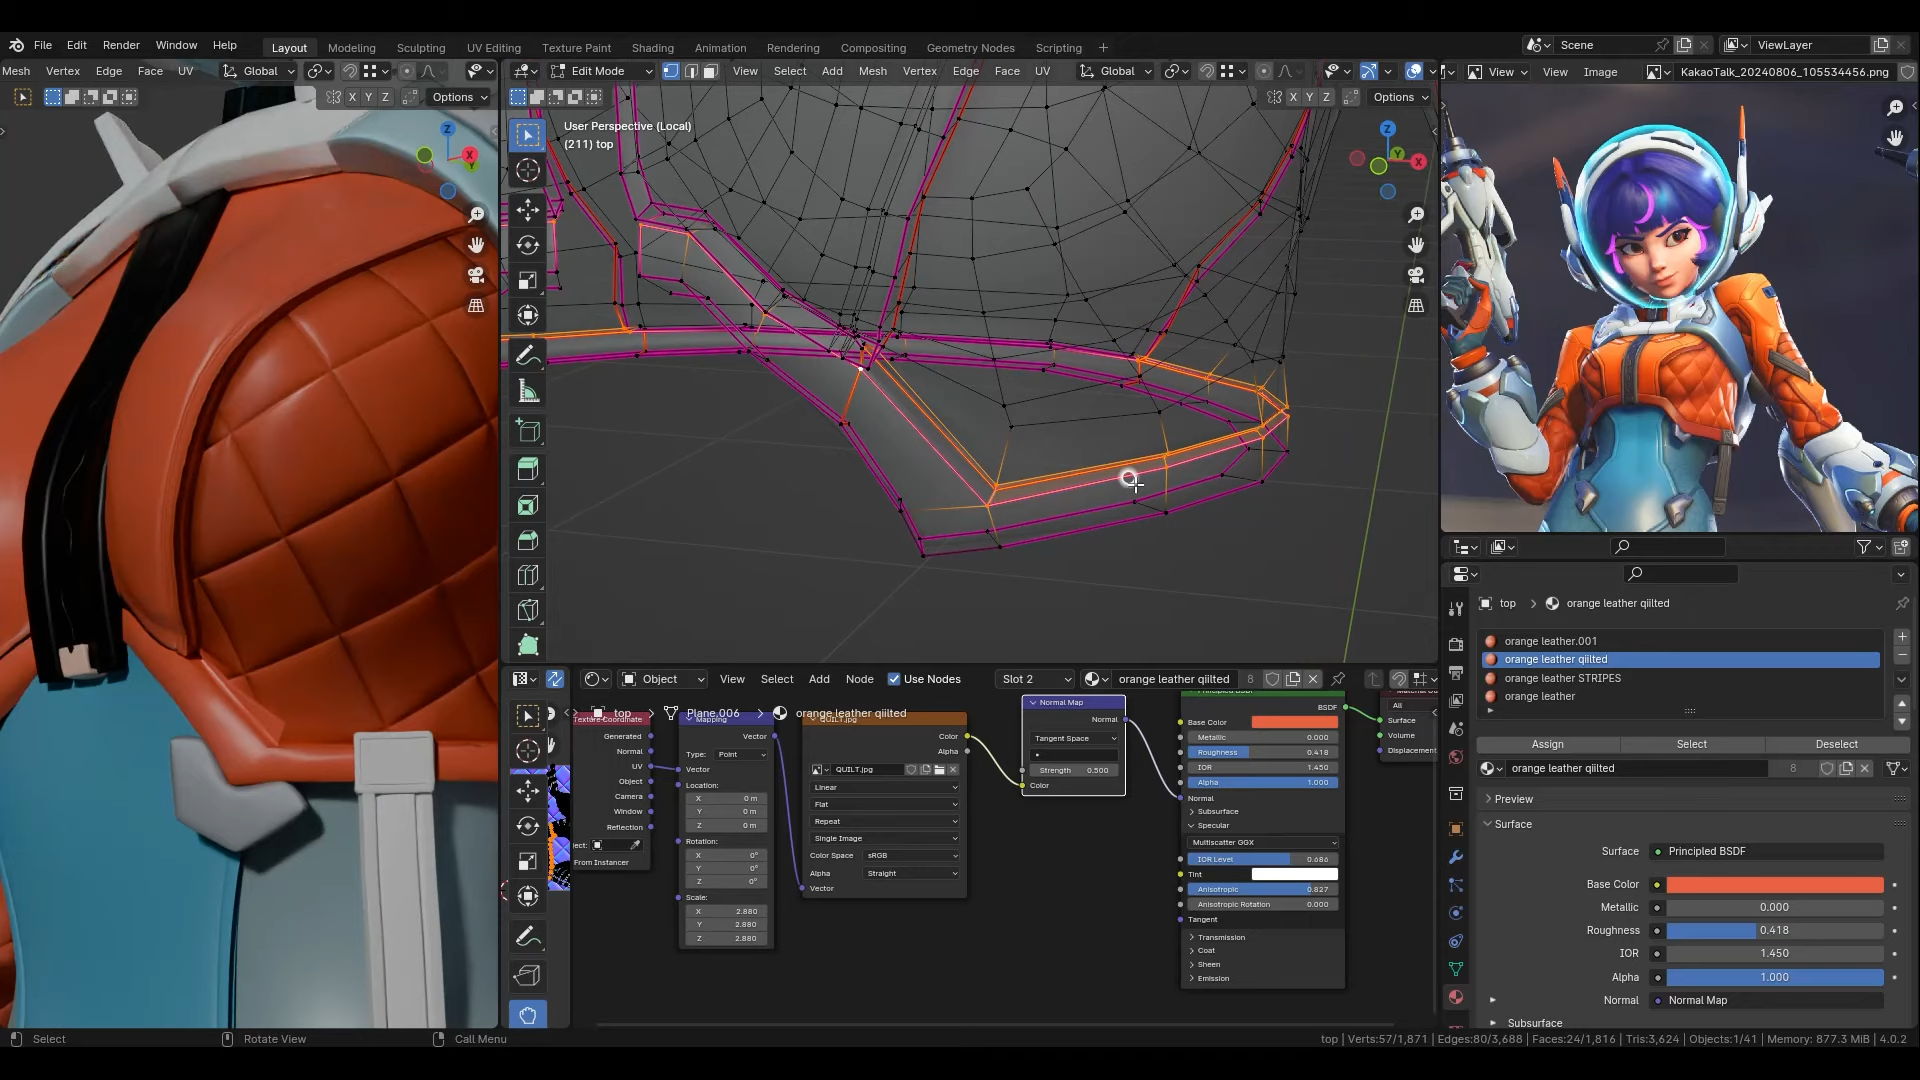 File Edit Render Window Help
Layout Modeling Sculpting UV Editing Texture Paint Shading Animation Rendering Compositing Geometry Nodes Scripting +
Scene
ViewLayer
Mesh Vertex Edge Face UV Global
Edit Mode View Select Add Mesh Vertex Edge Face UV Global
View View Image KakaoTalk_20240806_105534456.png
X Y Z Options
X Y Z Options
User Perspective (Local)
(211) top
Z
X
Y
Z
Y
X
top > orange leather qiilted
orange leather.001
orange leather qiilted
orange leather STRIPES
orange leather
Assign Select Deselect
orange leather qiilted 8
Preview
Surface
Surface Principled BSDF
Base Color
Metallic 0.000
Roughness 0.418
IOR 1.450
Alpha 1.000
Normal Normal Map
Subsurface
Object View Select Add Node Use Nodes Slot 2 orange leather qiilted 8
top > Plane.006 > orange leather qiilted
Texture Coordinate
Generated
Normal
UV
Object
Camera
Window
Reflection
From Instancer
Mapping
Vector
Type: Point
Vector
Location:
X 0 m
Y 0 m
Z 0 m
Rotation:
X 0°
Y 0°
Z 0°
Scale:
X 2.880
Y 2.880
Z 2.880
QUILT.jpg
Color
Alpha
QUILT.jpg
Linear
Flat
Repeat
Single Image
Color Space sRGB
Alpha Straight
Vector
Normal Map
Normal
Tangent Space
Strength 0.500
Color
BSDF
Base Color
Metallic 0.000
Roughness 0.418
IOR 1.450
Alpha 1.000
Normal
Subsurface
Specular
Multiscatter GGX
IOR Level 0.686
Tint
Anisotropic 0.827
Anisotropic Rotation 0.000
Tangent
Transmission
Coat
Sheen
Emission
All
Surface
Volume
Displacement
Select Rotate View Call Menu
top | Verts:57/1,871 | Edges:80/3,688 | Faces:24/1,816 | Tris:3,624 | Objects:1/41 | Memory: 877.3 MiB | 4.0.2